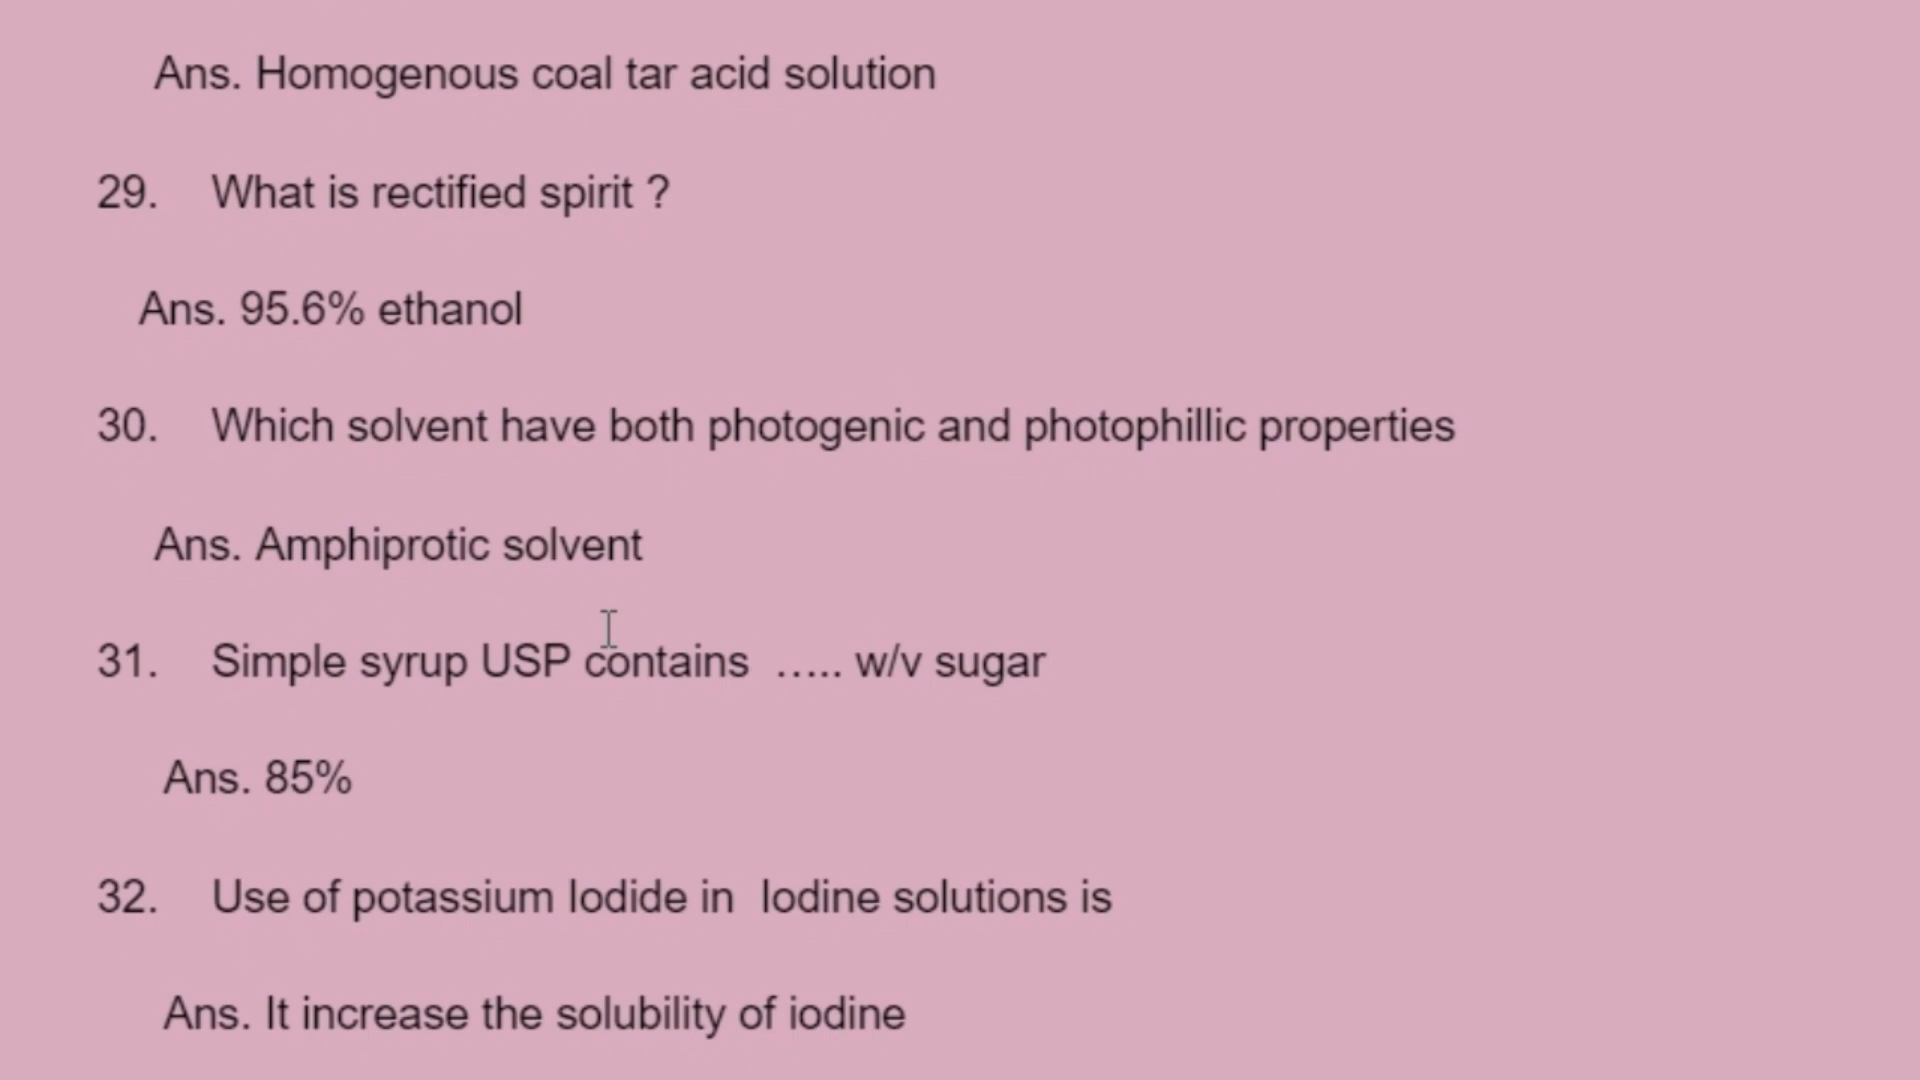 Ans. Homogenous coal tar acid solution
29. What is rectified spirit ?
Ans. 95.6% ethanol
30. Which solvent have both photogenic and photophillic properties
Ans. Amphiprotic solvent
31. Simple syrup USP contains ..... w/v sugar
Ans. 85%
32. Use of potassium Iodide in Iodine solutions is
Ans. It increase the solubility of iodine